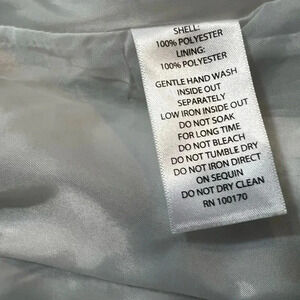 SHELL:
100% POLYESTER
LINING:
100% POLYESTER
GENTLE HAND WASH
INSIDE OUT
SEPARATELY
LOW IRON INSIDE OUT
DO NOT SOAK
FOR LONG TIME
DO NOT BLEACH
DO NOT TUMBLE DRY
DO NOT IRON DIRECT
ON SEQUIN
DO NOT DRY CLEAN
RN 100170